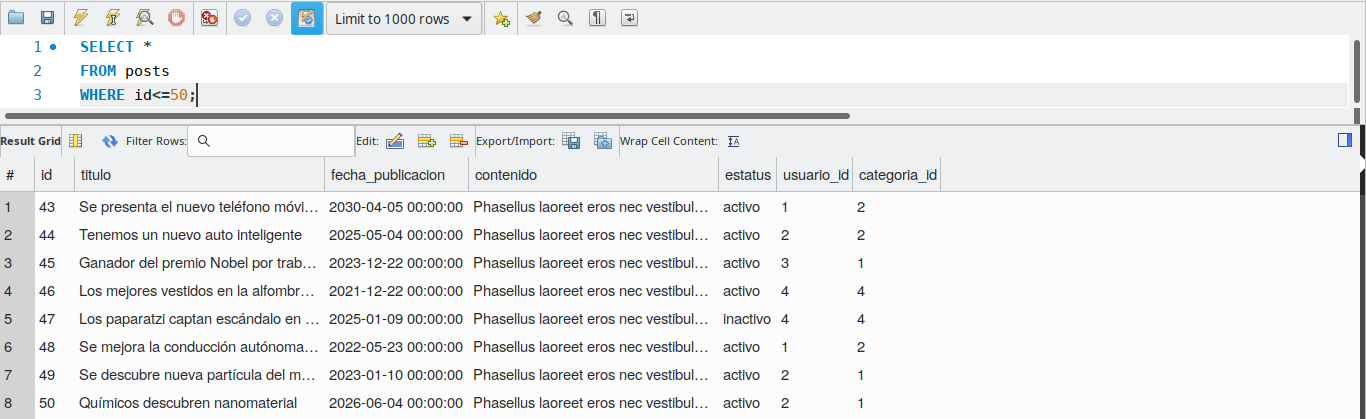 Limit to 1000 rows
1 SELECT *
2 FROM posts
3 WHERE id<=50;
Result Grid Filter Rows: Edit: Export/Import: Wrap Cell Content:
# id titulo fecha_publicacion contenido estatus usuario_id categoria_id
1 43 Se presenta el nuevo teléfono móvi... 2030-04-05 00:00:00 Phasellus laoreet eros nec vestibul... activo 1 2
2 44 Tenemos un nuevo auto inteligente 2025-05-04 00:00:00 Phasellus laoreet eros nec vestibul... activo 2 2
3 45 Ganador del premio Nobel por trab... 2023-12-22 00:00:00 Phasellus laoreet eros nec vestibul... activo 3 1
4 46 Los mejores vestidos en la alfombr... 2021-12-22 00:00:00 Phasellus laoreet eros nec vestibul... activo 4 4
5 47 Los paparatzi captan escándalo en ... 2025-01-09 00:00:00 Phasellus laoreet eros nec vestibul... inactivo 4 4
6 48 Se mejora la conducción autónoma... 2022-05-23 00:00:00 Phasellus laoreet eros nec vestibul... activo 1 2
7 49 Se descubre nueva partícula del m... 2023-01-10 00:00:00 Phasellus laoreet eros nec vestibul... activo 2 1
8 50 Químicos descubren nanomaterial 2026-06-04 00:00:00 Phasellus laoreet eros nec vestibul... activo 2 1